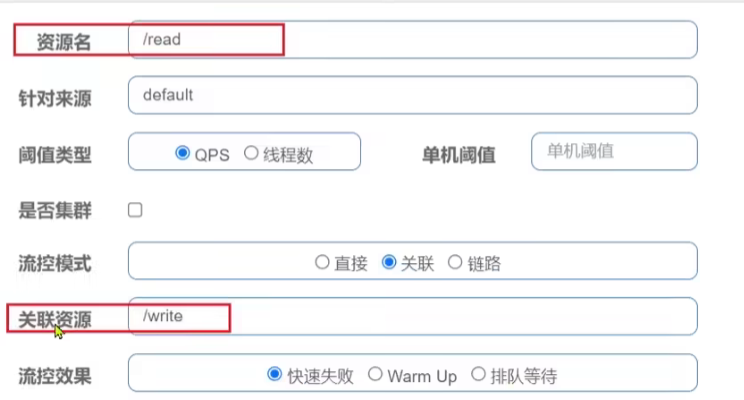 资源名 /read
针对来源 default
阈值类型 QPS 线程数 单机阈值 单机阈值
是否集群
流控模式 直接 关联 链路
关联资源 /write
流控效果 快速失败 Warm Up 排队等待